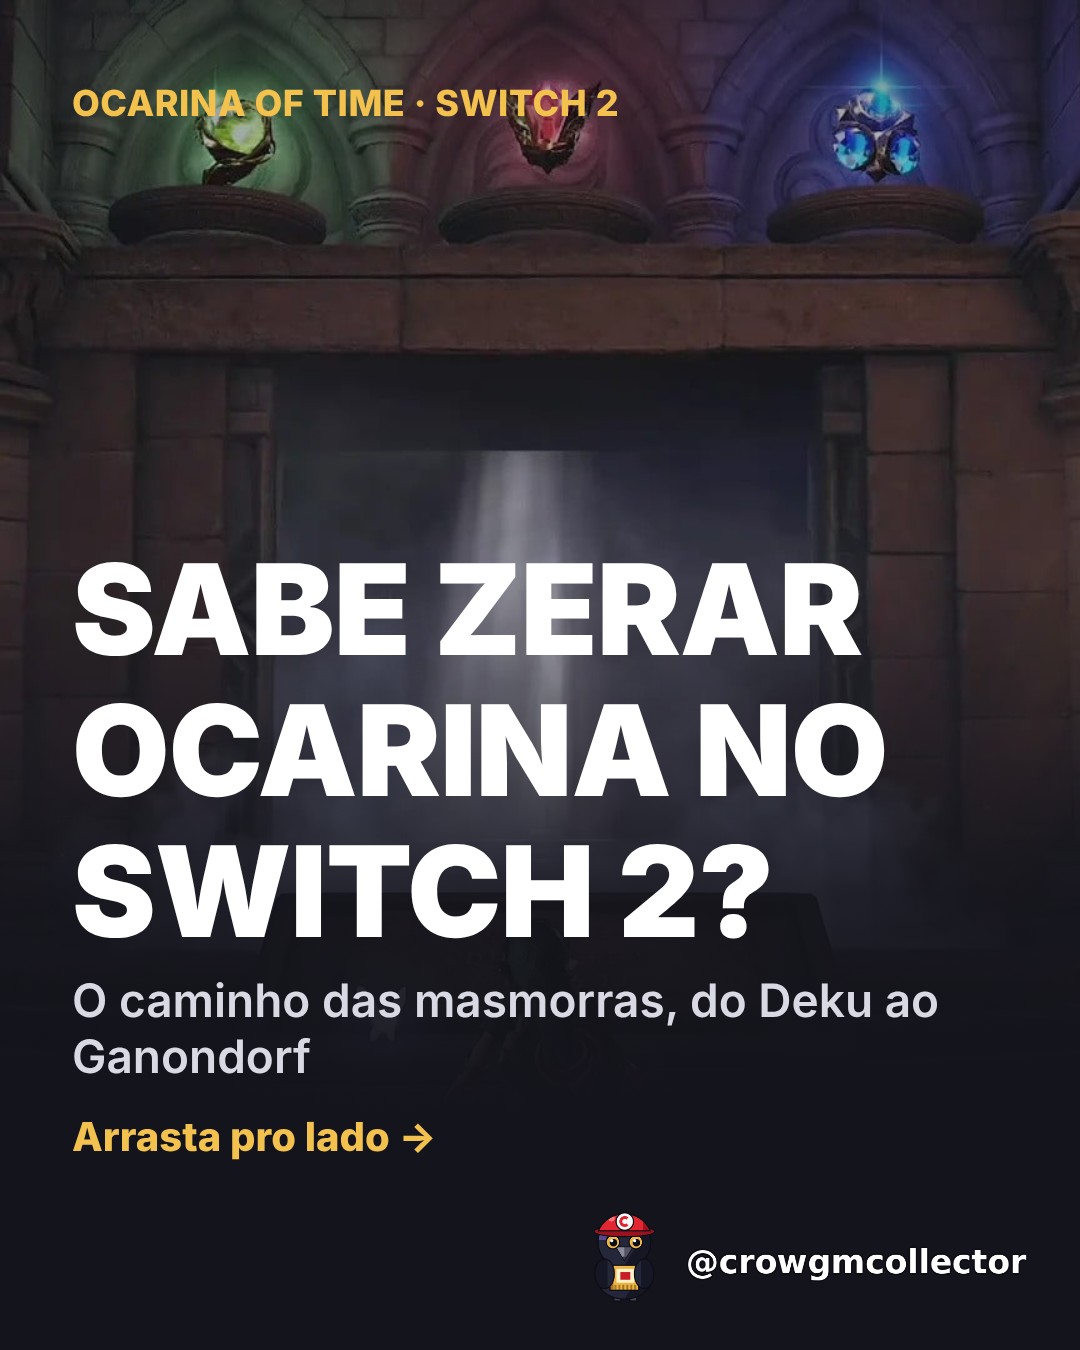 OCARINA OF TIME · SWITCH 2
SABE ZERAR
OCARINA NO
SWITCH 2?
O caminho das masmorras, do Deku ao
Ganondorf
Arrasta pro lado →
C
@crowgmcollector